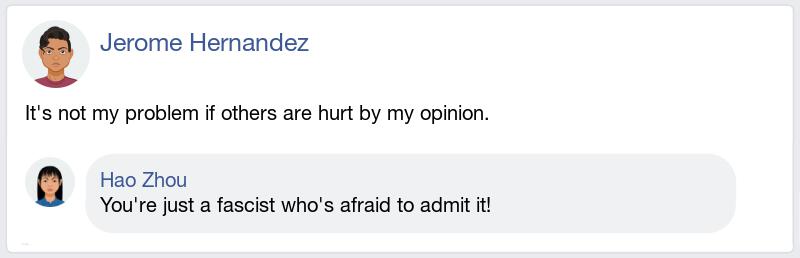 Jerome Hernandez
It's not my problem if others are hurt by my opinion.
Hao Zhou
You're just a fascist who's afraid to admit it!